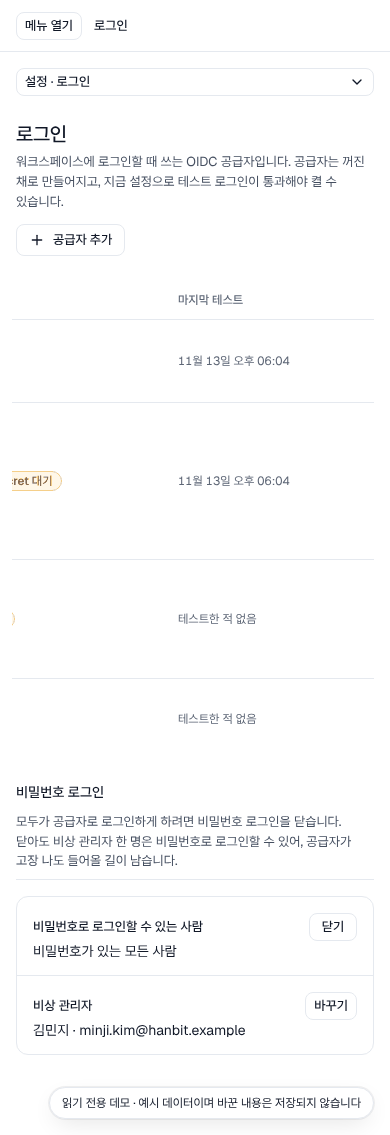 메뉴 열기 로그인
설정 · 로그인
로그인
워크스페이스에 로그인할 때 쓰는 OIDC 공급자입니다. 공급자는 꺼진
채로 만들어지고, 지금 설정으로 테스트 로그인이 통과해야 켤 수
있습니다.
공급자 추가
마지막 테스트
11월 13일 오후 06:04
대기 11월 13일 오후 06:04
테스트한 적 없음
테스트한 적 없음
비밀번호 로그인
모두가 공급자로 로그인하게 하려면 비밀번호 로그인을 닫습니다.
닫아도 비상 관리자 한 명은 비밀번호로 로그인할 수 있어, 공급자가
고장 나도 들어올 길이 남습니다.
비밀번호로 로그인할 수 있는 사람 닫기
비밀번호가 있는 모든 사람
비상 관리자 바꾸기
김민지 · minji.kim@hanbit.example
읽기 전용 데모 · 예시 데이터이며 바꾼 내용은 저장되지 않습니다